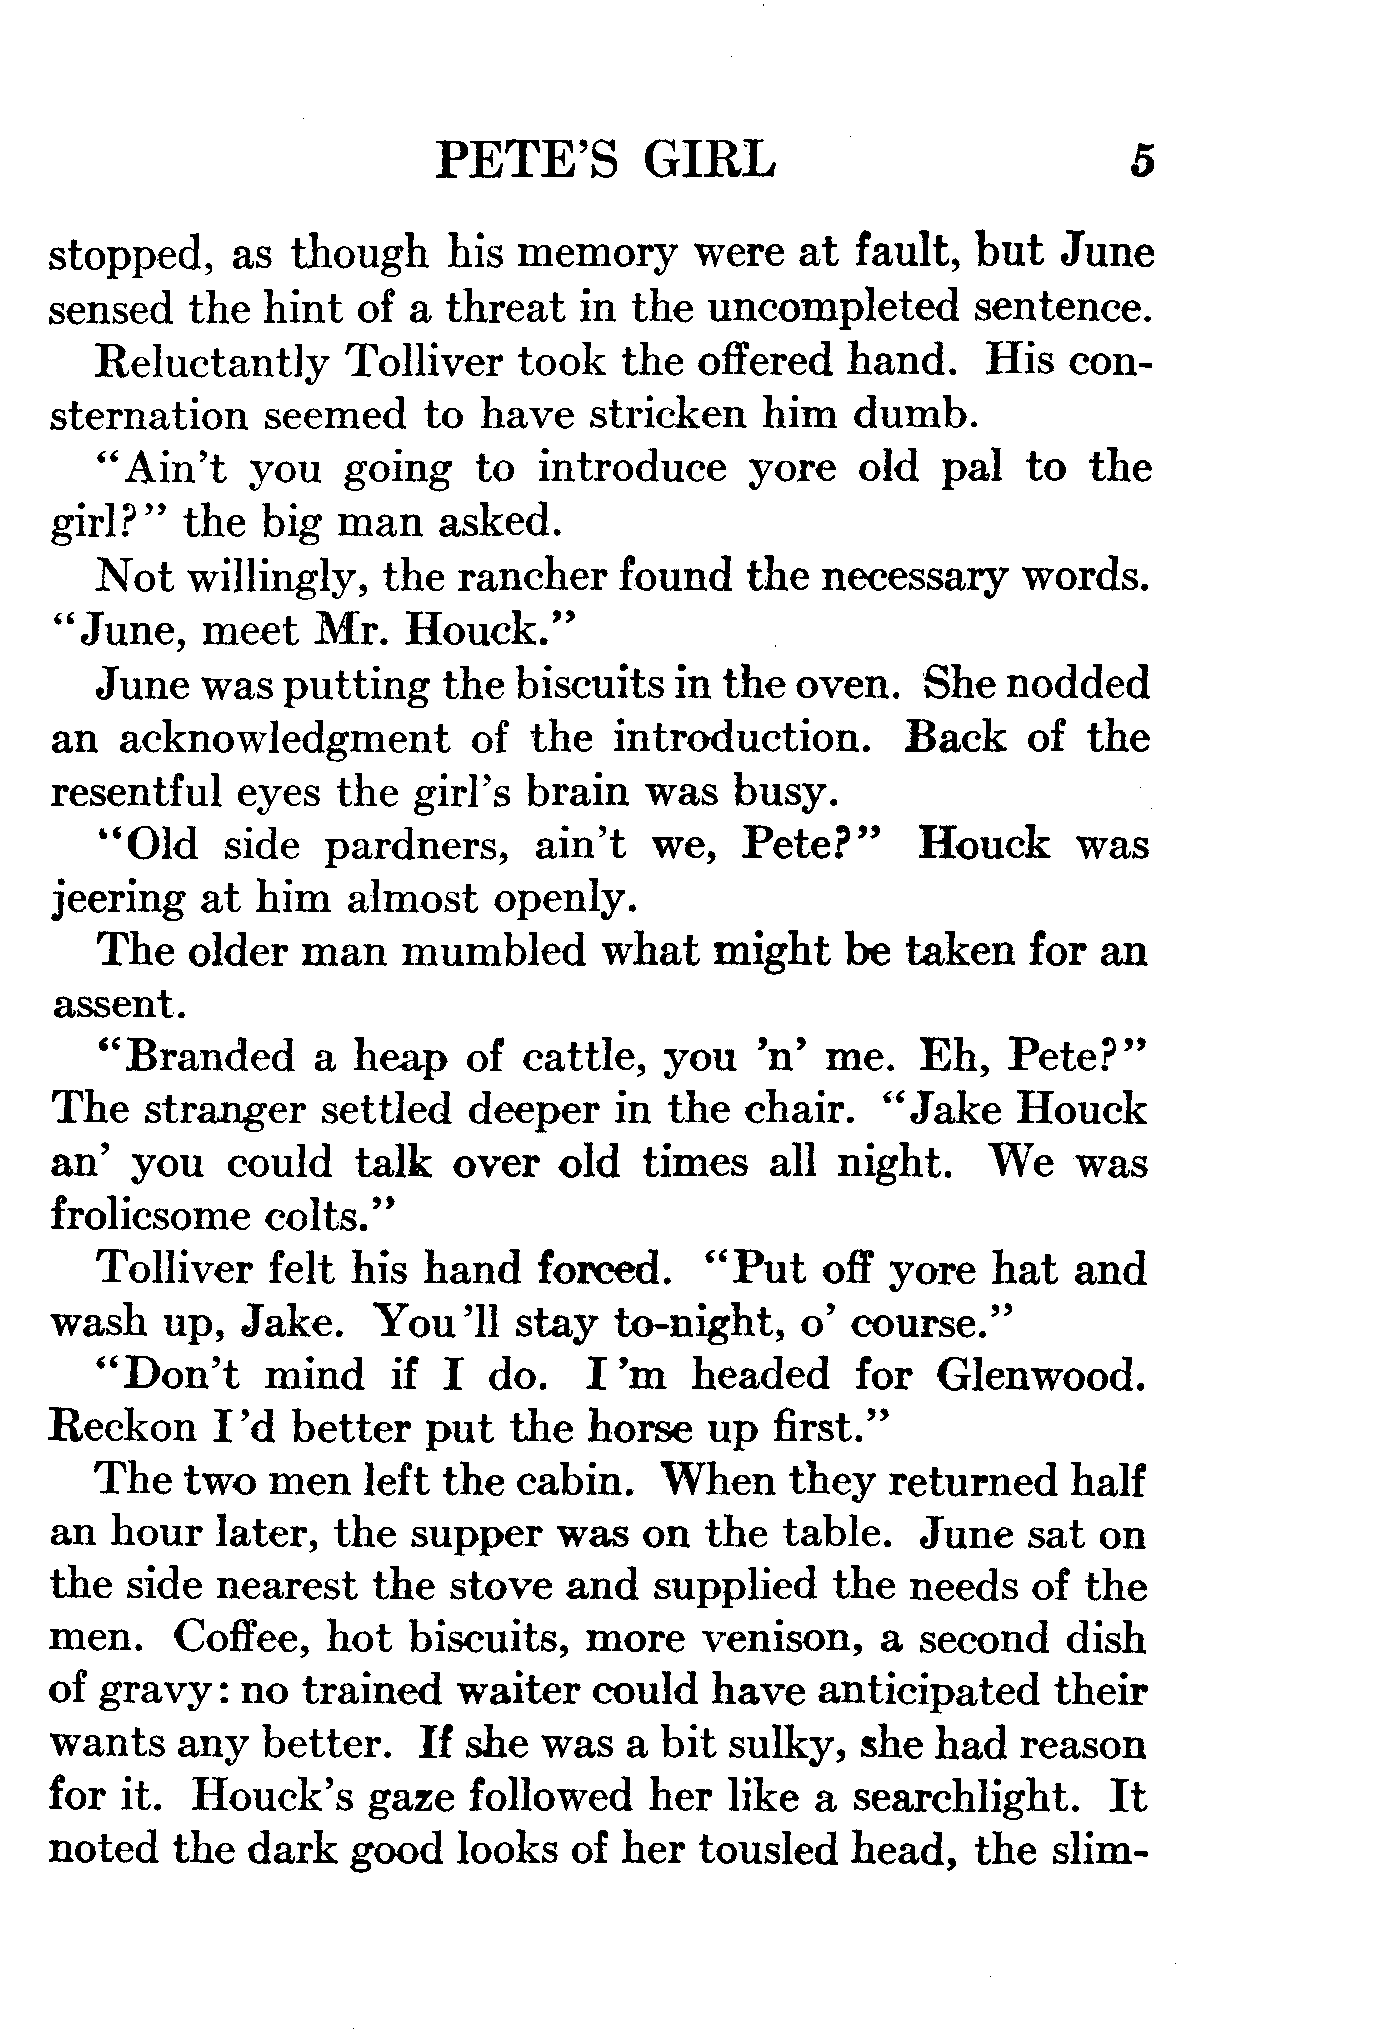 PETE'S GIRL 5
stopped, as though his memory were at fault, but June
sensed the hint of a threat in the uncompleted sentence.
Reluctantly Tolliver took the offered hand. His con-
sternation seemed to have stricken him dumb.
"Ain't you going to introduce yore old pal to the
girl?" the big man asked.
Not willingly, the rancher found the necessary words.
"June, meet Mr. Houck."
June was putting the biscuits in the oven. She nodded
an acknowledgment of the introduction. Back of the
resentful eyes the girl's brain was busy.
"Old side pardners, ain't we, Pete?" Houck was
jeering at him almost openly.
The older man mumbled what might be taken for an
assent.
"Branded a heap of cattle, you 'n' me. Eh, Pete?"
The stranger settled deeper in the chair. "Jake Houck
an' you could talk over old times all night. We was
frolicsome colts."
Tolliver felt his hand forced. "Put off yore hat and
wash up, Jake. You'll stay to-night, o' course."
"Don't mind if I do. I'm headed for Glenwood.
Reckon I'd better put the horse up first."
The two men left the cabin. When they returned half
an hour later, the supper was on the table. June sat on
the side nearest the stove and supplied the needs of the
men. Coffee, hot biscuits, more venison, a second dish
of gravy: no trained waiter could have anticipated their
wants any better. If she was a bit sulky, she had reason
for it. Houck's gaze followed her like a searchlight. It
noted the dark good looks of her tousled head, the slim-